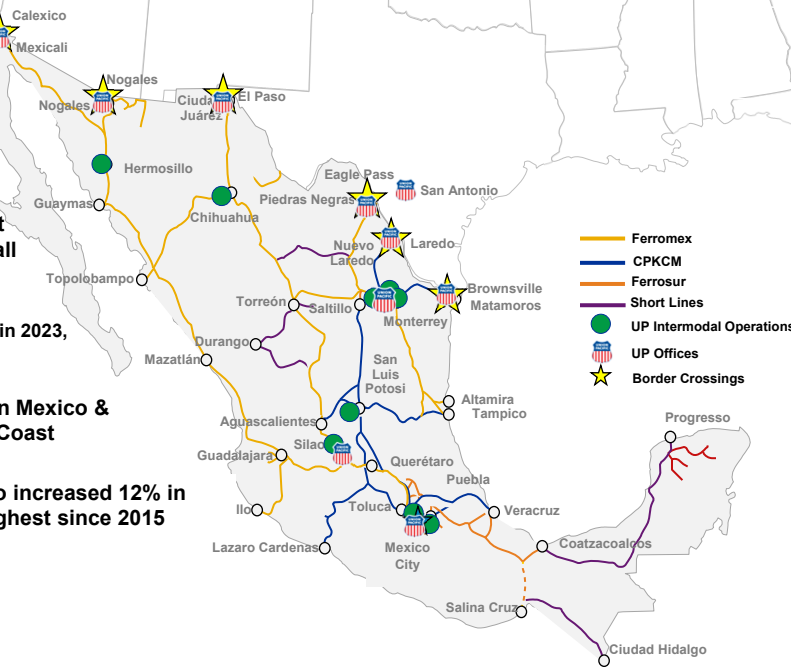 Calexico
Mexicali
Nogales
Nogales
Ciudad
Juárez
El Paso
Hermosillo
Eagle Pass
San Antonio
Piedras Negras
Guaymas
Chihuahua
Nuevo
Laredo
Laredo
Topolobampo
Brownsville
Matamoros
Torreón
Saltillo
Monterrey
Durango
Mazatlán
San
Luis
Potosi
Altamira
Tampico
Aguascalientes
Silao
Guadalajara
Querétaro
Puebla
Ilo
Toluca
Veracruz
Lazaro Cardenas
Mexico
City
Coatzacoalcos
Progresso
Salina Cruz
Ciudad Hidalgo
Ferromex
CPKCM
Ferrosur
Short Lines
UP Intermodal Operations
UP Offices
Border Crossings
t
all
in 2023,
n Mexico &
Coast
o increased 12% in
ghest since 2015